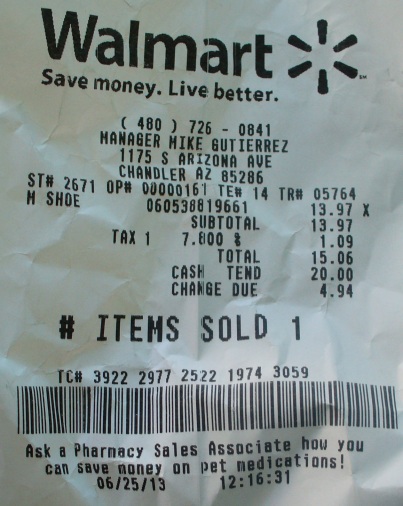 Walmart
Save money. Live better.
( 480 ) 726 - 0841
MANAGER MIKE GUTIERREZ
1175 S ARIZONA AVE
CHANDLER AZ 85286
ST# 2671 OP# 00000161 TE# 14 TR# 05764
M SHOE 060538819661 13.97 X
SUBTOTAL 13.97
TAX 1 7.800 % 1.09
TOTAL 15.06
CASH TEND 20.00
CHANGE DUE 4.94
# ITEMS SOLD 1
TC# 3922 2977 2522 1974 3059
Ask a Pharmacy Sales Associate how you
can save money on pet medications!
06/25/13 12:16:31